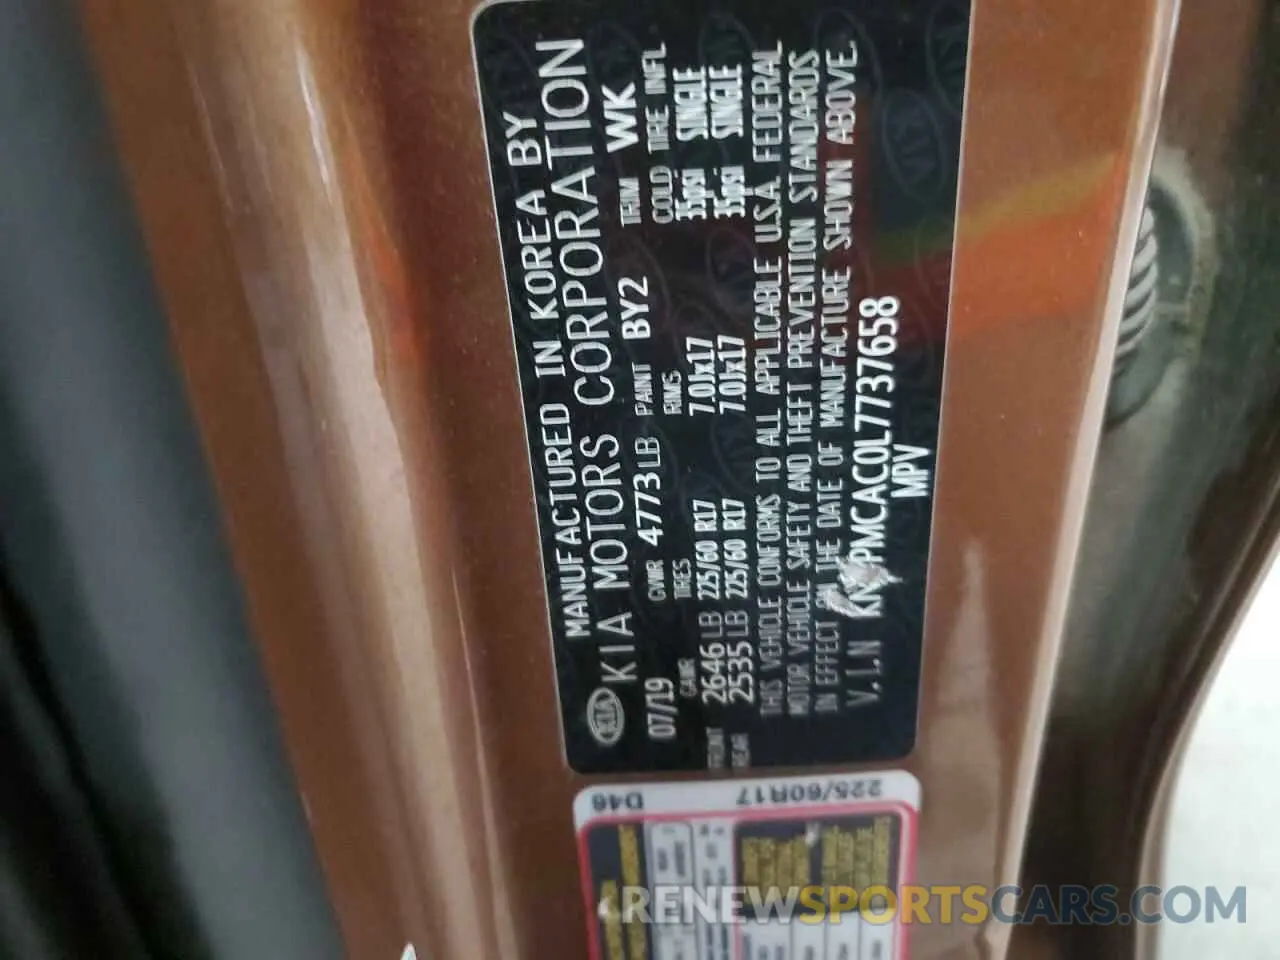 MANUFACTURED IN KOREA BY
KIA KIA MOTORS CORPORATION
07/19 GVWR 4773LB PAINT BY2 TRIM WK
GAWR TIRES RIMS COLD TIRE INFL
FRONT 2646LB 225/60 R17 7.0Jx17 35psi SINGLE
REAR 2535LB 225/60 R17 7.0Jx17 35psi SINGLE
THIS VEHICLE CONFORMS TO ALL APPLICABLE U.S.A. FEDERAL
MOTOR VEHICLE SAFETY AND THEFT PREVENTION STANDARDS
IN EFFECT ON THE DATE OF MANUFACTURE SHOWN ABOVE.
V.I.N PMCAC0L7737658
MPV
225/60R17 D46
RENEWSPORTSCARS.COM